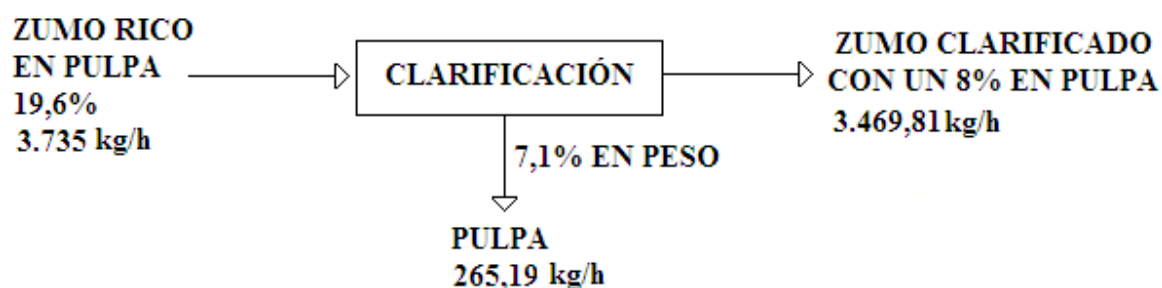 ZUMO RICO
EN PULPA
19,6%
3.735 kg/h
CLARIFICACIÓN
ZUMO CLARIFICADO
CON UN 8% EN PULPA
3.469,81kg/h
7,1% EN PESO
PULPA
265,19 kg/h